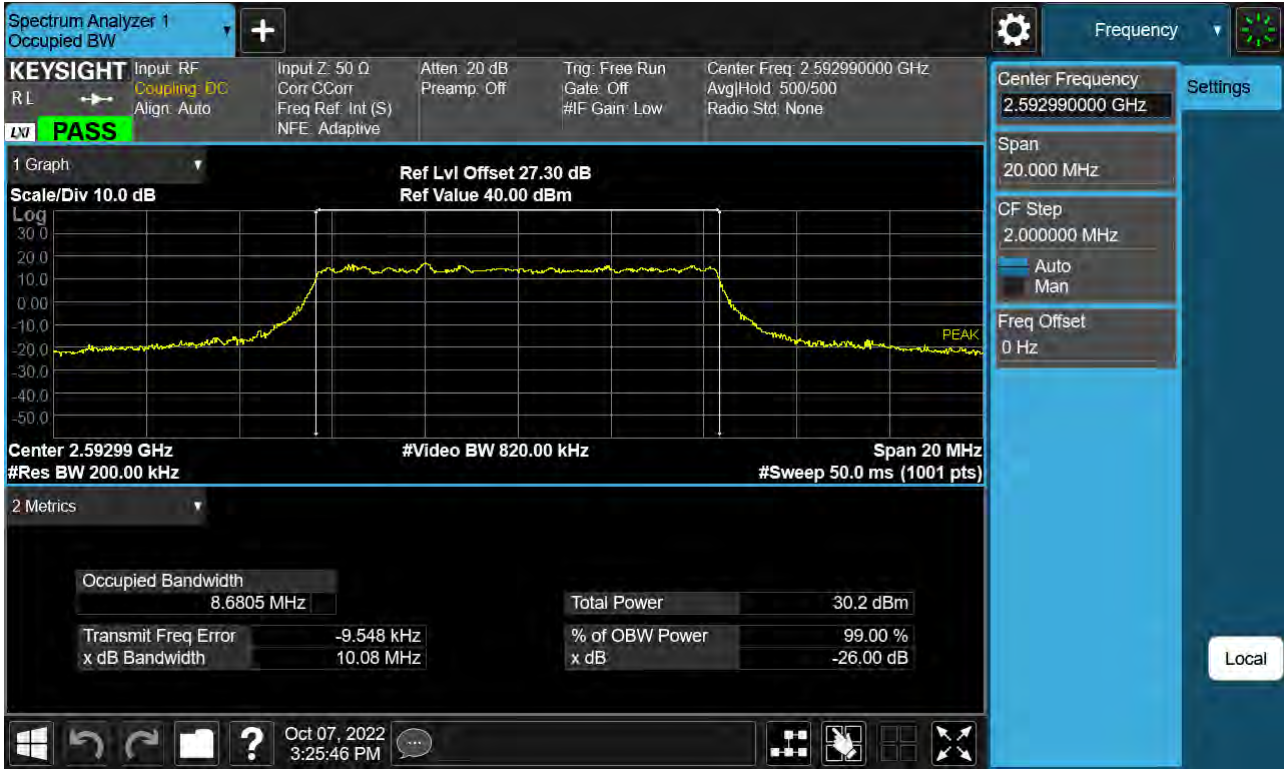 Spectrum Analyzer 1
Occupied BW
Frequency
KEYSIGHT
RL
LXI PASS
Input: RF
Coupling: DC
Align: Auto
Input Z: 50 Ω
Corr CCorr
Freq Ref: Int (S)
NFE: Adaptive
Atten: 20 dB
Preamp: Off
Trig: Free Run
Gate: Off
#IF Gain: Low
Center Freq: 2.592990000 GHz
Avg|Hold: 500/500
Radio Std: None
Center Frequency
2.592990000 GHz
Settings
Span
20.000 MHz
CF Step
2.000000 MHz
Auto
Man
Freq Offset
0 Hz
Local
1 Graph
Scale/Div 10.0 dB
Ref Lvl Offset 27.30 dB
Ref Value 40.00 dBm
Log
30.0
20.0
10.0
0.00
-10.0
-20.0
-30.0
-40.0
-50.0
PEAK
Center 2.59299 GHz #Video BW 820.00 kHz Span 20 MHz
#Res BW 200.00 kHz #Sweep 50.0 ms (1001 pts)
2 Metrics
Occupied Bandwidth
8.6805 MHz
Total Power 30.2 dBm
Transmit Freq Error -9.548 kHz % of OBW Power 99.00 %
x dB Bandwidth 10.08 MHz x dB -26.00 dB
?
Oct 07, 2022
3:25:46 PM